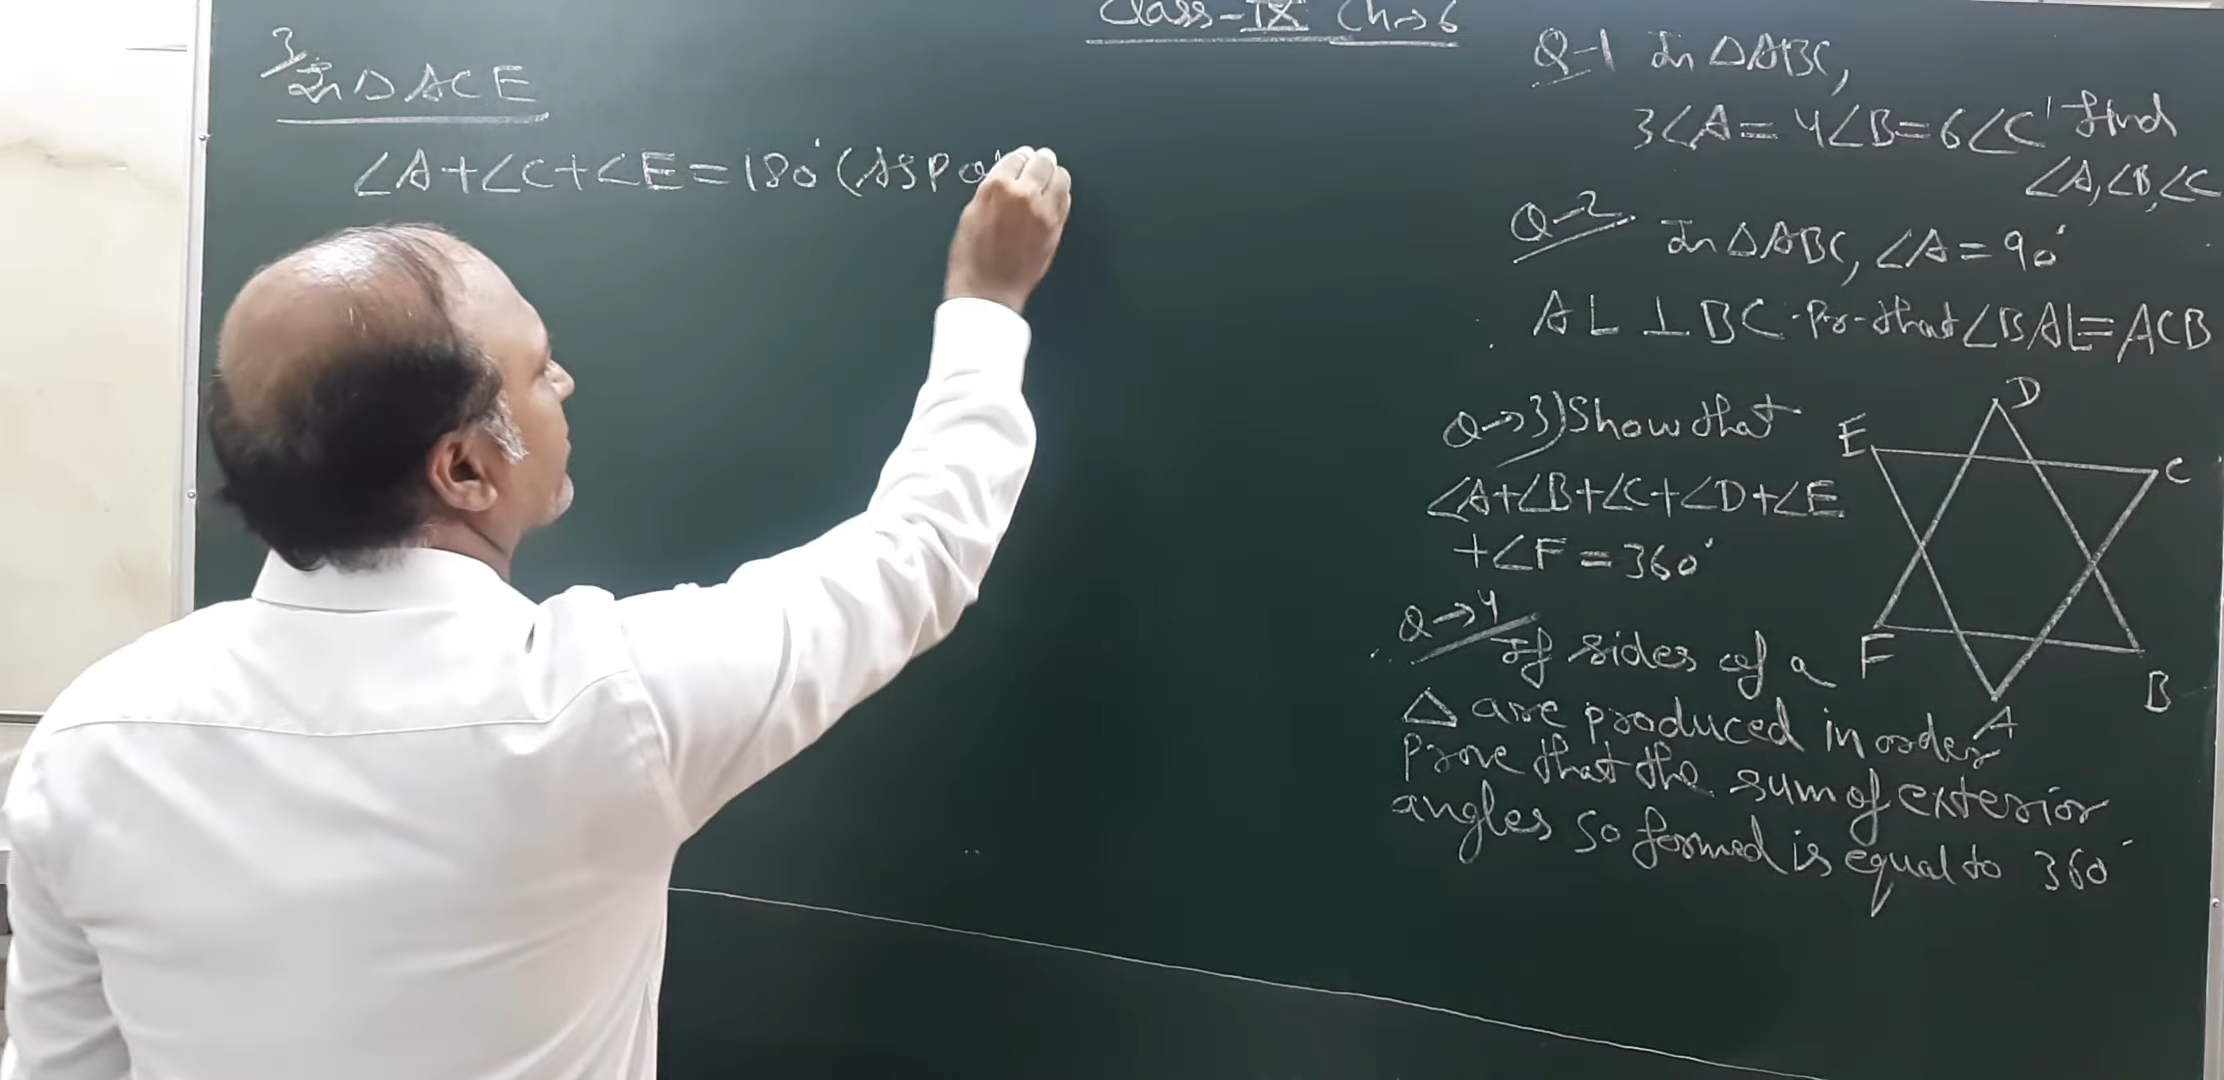 Class-IX Ch→6
3
In △ACE
∠A+∠C+∠E=180° (ASP
Q-1 In △ABC,
3∠A=4∠B=6∠C' find
∠A,∠B,∠C
Q-2 In △ABC, ∠A=90°
AL ⊥ BC. Pr. that ∠BAL=ACB
Q→3) Show that
∠A+∠B+∠C+∠D+∠E
+∠F=360°
D
E
C
F
B
A
Q→4
If sides of a
△ are produced in order
prove that the sum of exterior
angles so formed is equal to 360°